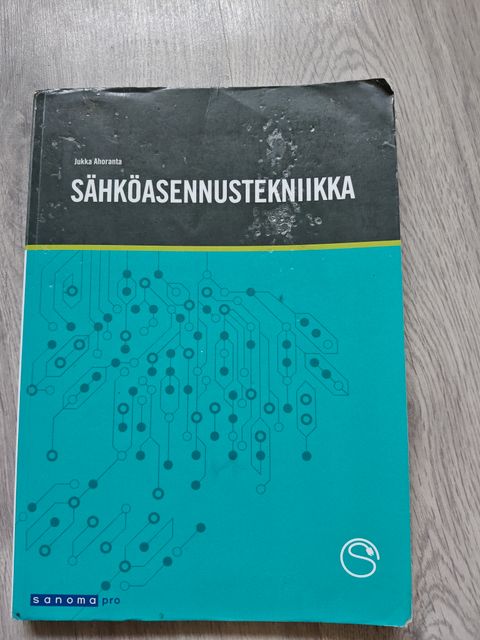 Jukka Ahoranta
SÄHKÖASENNUSTEKNIIKKA
sanoma pro